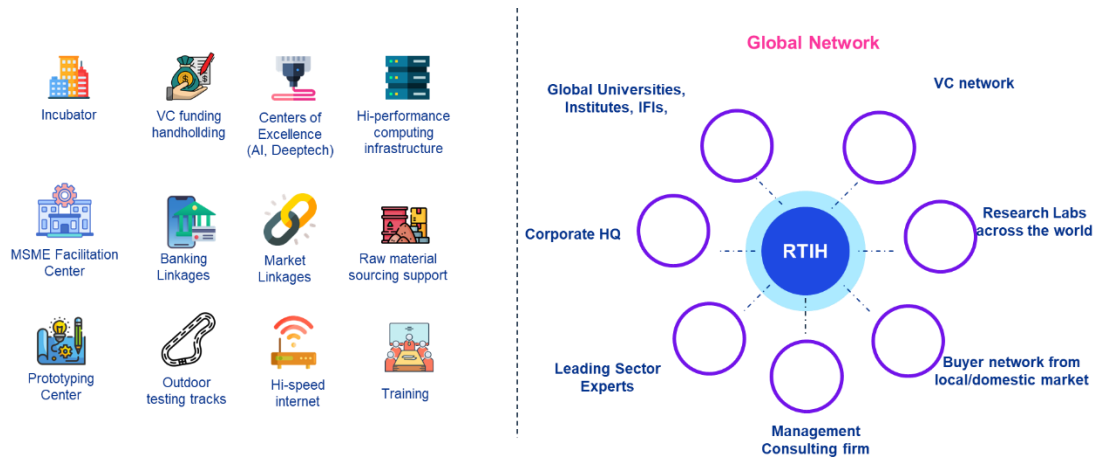 Incubator
VC funding
handholding
Centers of
Excellence
(AI, Deeptech)
Hi-performance
computing
infrastructure
MSME Facilitation
Center
Banking
Linkages
Market
Linkages
Raw material
sourcing support
Prototyping
Center
Outdoor
testing tracks
Hi-speed
internet
Training
Global Network
Global Universities,
Institutes, IFIs,
VC network
Corporate HQ
RTIH
Research Labs
across the world
Leading Sector
Experts
Buyer network from
local/domestic market
Management
Consulting firm